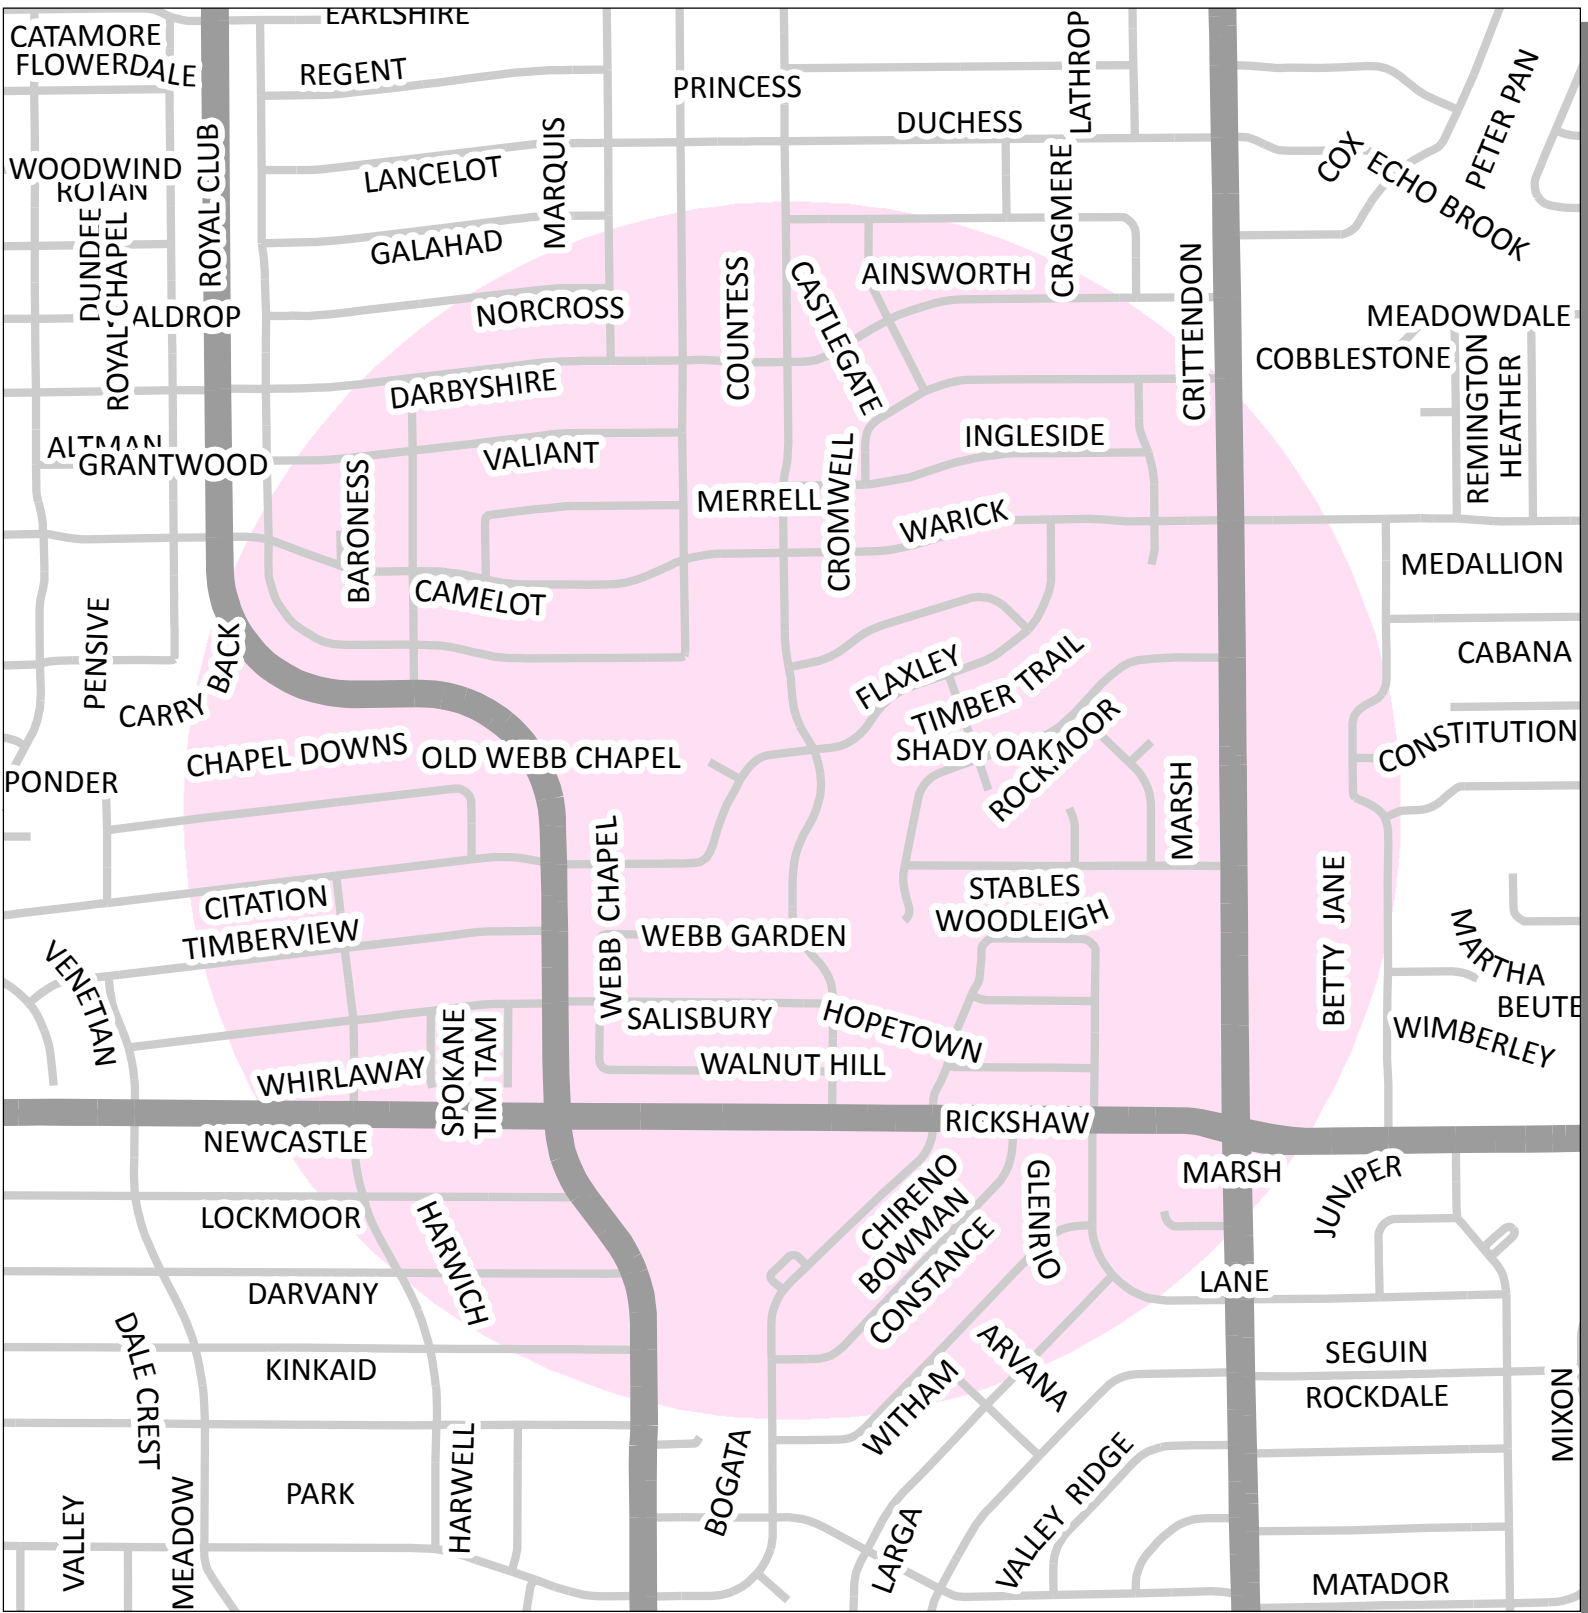 EARLSHIRE
CATAMORE
FLOWERDALE
REGENT
PRINCESS
LATHROP
PETER PAN
DUCHESS
COX
ECHO BROOK
WOODWIND
ROTAN
ROYAL CLUB
LANCELOT
MARQUIS
CRAGMERE
DUNDEE
ROYAL CHAPEL
GALAHAD
COUNTESS
CASTLEGATE
AINSWORTH
CRITTENDON
ALDROP
NORCROSS
MEADOWDALE
COBBLESTONE
REMINGTON
HEATHER
DARBYSHIRE
ALTMAN
GRANTWOOD
VALIANT
INGLESIDE
BARONESS
MERRELL
CROMWELL
WARICK
MEDALLION
CAMELOT
PENSIVE
CARRY BACK
FLAXLEY
TIMBER TRAIL
CABANA
CHAPEL DOWNS
OLD WEBB CHAPEL
SHADY OAK
ROCKMOOR
CONSTITUTION
PONDER
MARSH
WEBB CHAPEL
CITATION
STABLES
WOODLEIGH
BETTY JANE
TIMBERVIEW
WEBB GARDEN
MARTHA
VENETIAN
BEUTE
SALISBURY
HOPETOWN
WIMBERLEY
WHIRLAWAY
SPOKANE
TIM TAM
WALNUT HILL
RICKSHAW
NEWCASTLE
MARSH
LANE
JUNIPER
LOCKMOOR
HARWICH
CHIRENO
BOWMAN
CONSTANCE
GLENRIO
DARVANY
DALE CREST
KINKAID
ARVANA
WITHAM
SEGUIN
ROCKDALE
MIXON
HARWELL
BOGATA
VALLEY RIDGE
PARK
VALLEY
MEADOW
LARGA
MATADOR